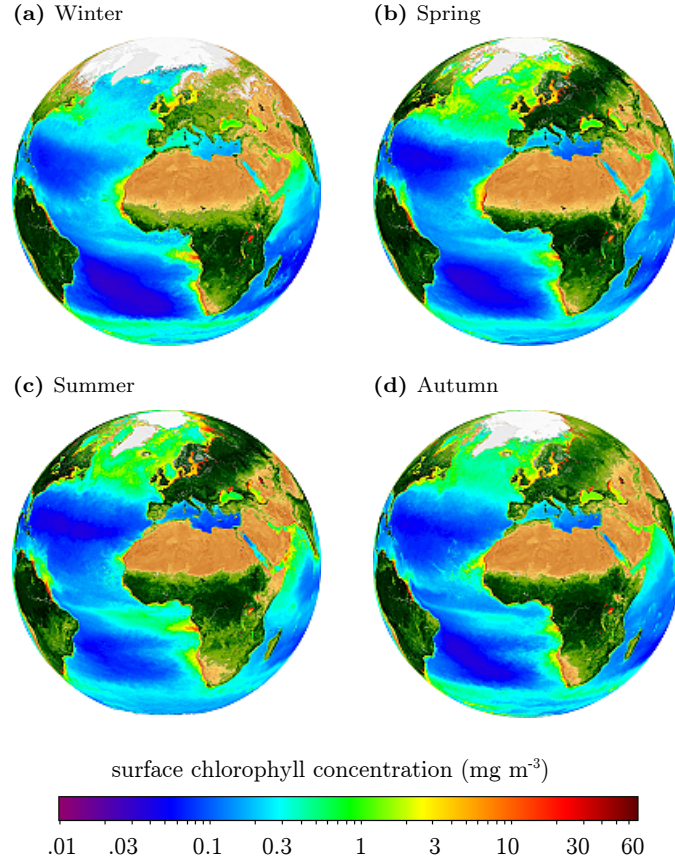 (a) Winter
(b) Spring
(c) Summer
(d) Autumn
surface chlorophyll concentration (mg m⁻³)
.01 .03 0.1 0.3 1 3 10 30 60